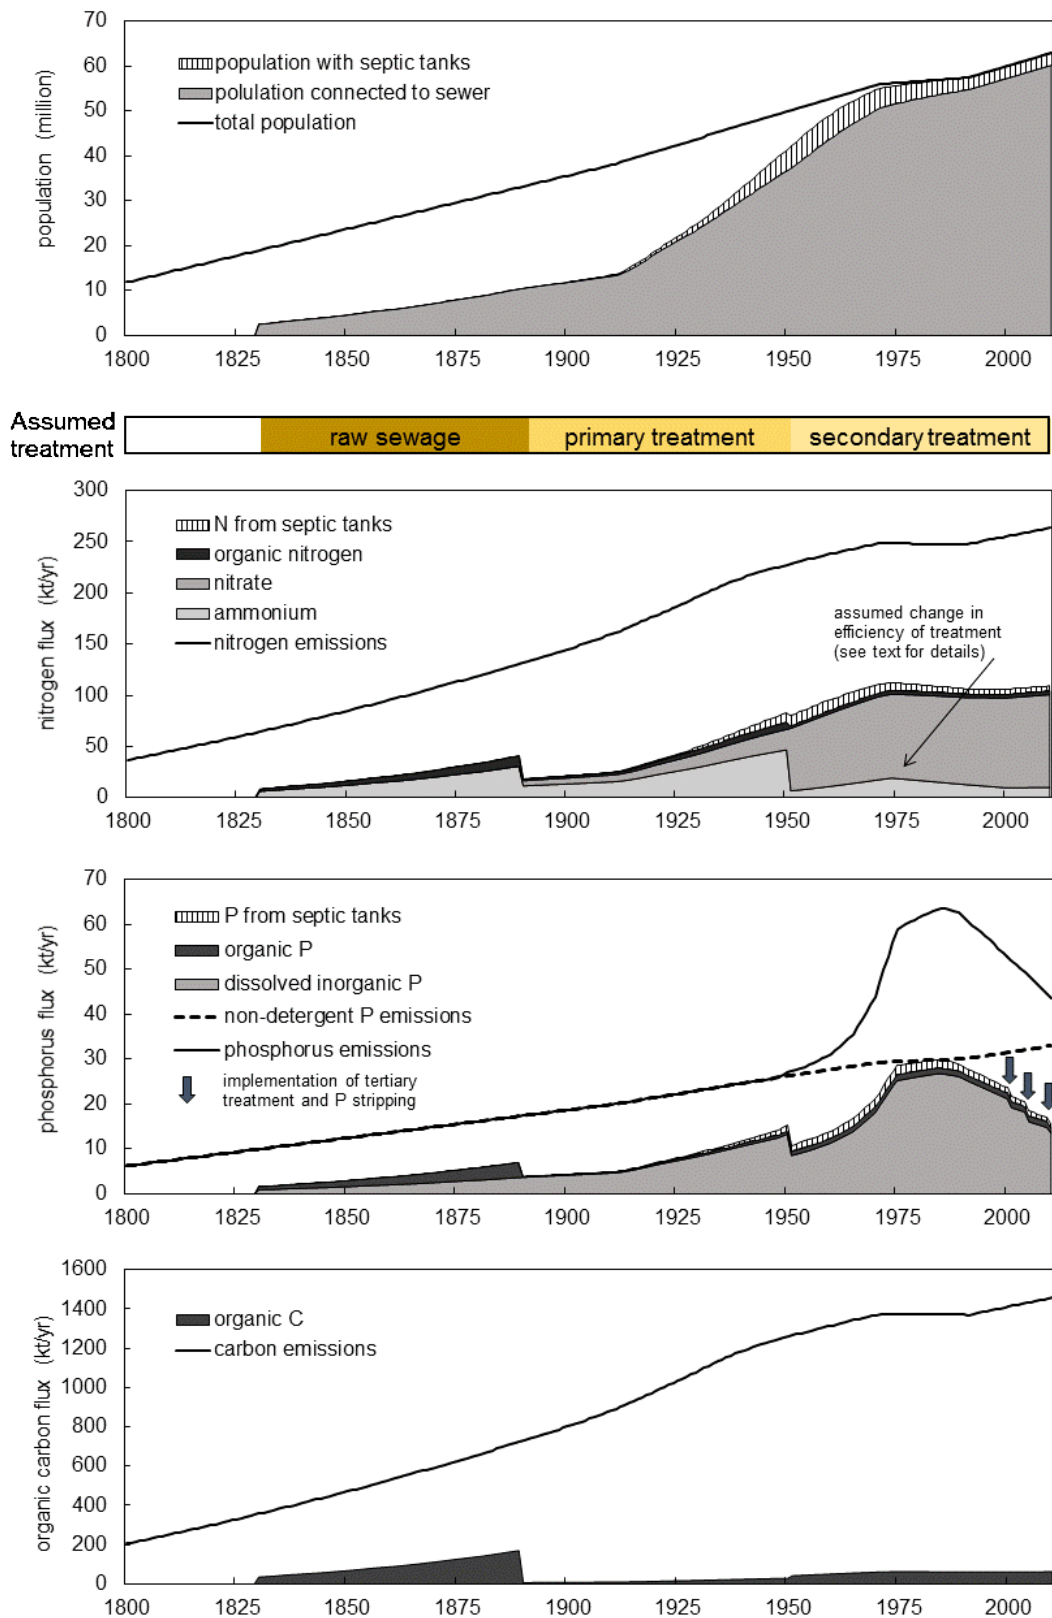 70
60
50
40
30
20
10
0
population (million)
population with septic tanks
polulation connected to sewer
total population
1800 1825 1850 1875 1900 1925 1950 1975 2000
Assumed
treatment
raw sewage
primary treatment
secondary treatment
300
250
200
150
100
50
0
nitrogen flux (kt/yr)
N from septic tanks
organic nitrogen
nitrate
ammonium
nitrogen emissions
assumed change in
efficiency of treatment
(see text for details)
1800 1825 1850 1875 1900 1925 1950 1975 2000
70
60
50
40
30
20
10
0
phosphorus flux (kt/yr)
P from septic tanks
organic P
dissolved inorganic P
non-detergent P emissions
phosphorus emissions
implementation of tertiary
treatment and P stripping
1800 1825 1850 1875 1900 1925 1950 1975 2000
1600
1400
1200
1000
800
600
400
200
0
organic carbon flux (kt/yr)
organic C
carbon emissions
1800 1825 1850 1875 1900 1925 1950 1975 2000